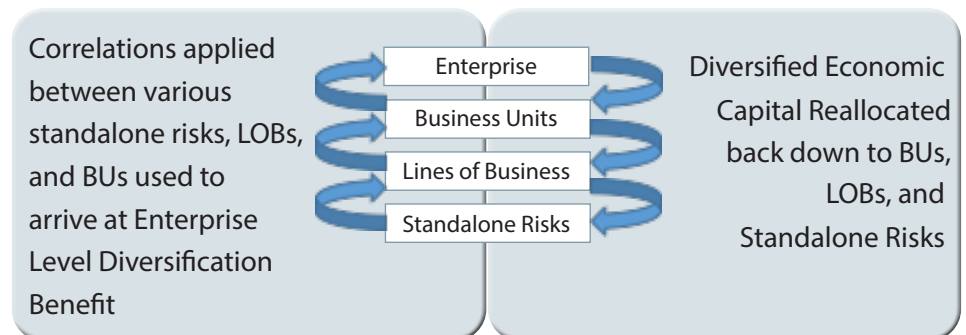 Correlations applied
between various
standalone risks, LOBs,
and BUs used to
arrive at Enterprise
Level Diversification
Benefit
Enterprise
Business Units
Lines of Business
Standalone Risks
Diversified Economic
Capital Reallocated
back down to BUs,
LOBs, and
Standalone Risks